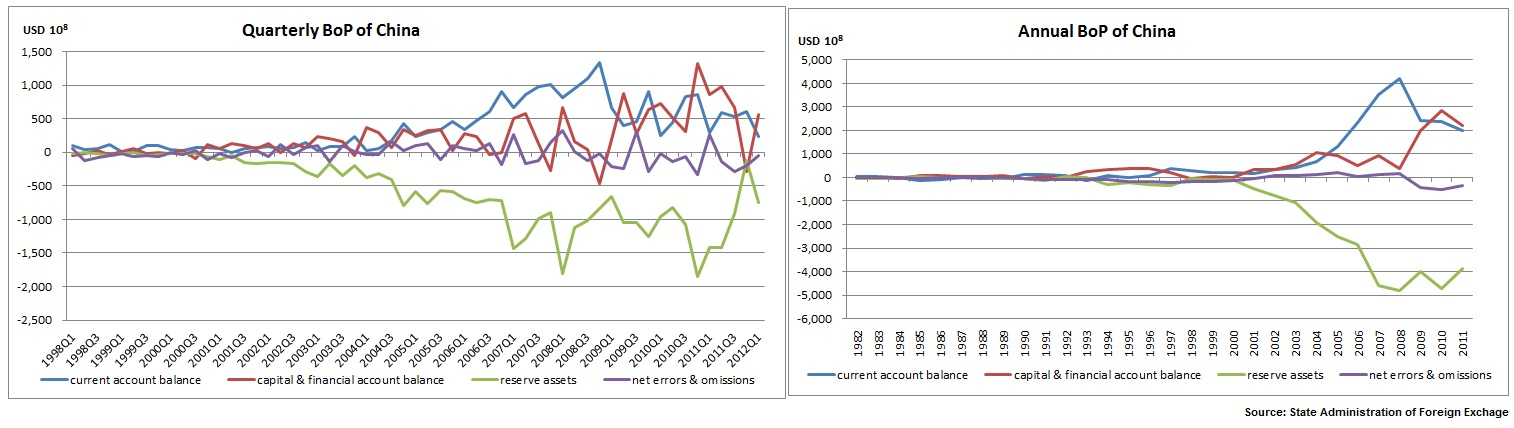 Quarterly BoP of China
USD 10⁸
1,500
1,000
500
0
-500
-1,000
-1,500
-2,000
-2,500
1998Q1
1998Q3
1999Q1
1999Q3
2000Q1
2000Q3
2001Q1
2001Q3
2002Q1
2002Q3
2003Q1
2003Q3
2004Q1
2004Q3
2005Q1
2005Q3
2006Q1
2006Q3
2007Q1
2007Q3
2008Q1
2008Q3
2009Q1
2009Q3
2010Q1
2010Q3
2011Q1
2011Q3
2012Q1
current account balance capital & financial account balance reserve assets net errors & omissions
Annual BoP of China
USD 10⁸
5,000
4,000
3,000
2,000
1,000
0
-1,000
-2,000
-3,000
-4,000
-5,000
-6,000
1982
1983
1984
1985
1986
1987
1988
1989
1990
1991
1992
1993
1994
1995
1996
1997
1998
1999
2000
2001
2002
2003
2004
2005
2006
2007
2008
2009
2010
2011
current account balance capital & financial account balance reserve assets net errors & omissions
Source: State Administration of Foreign Exchage